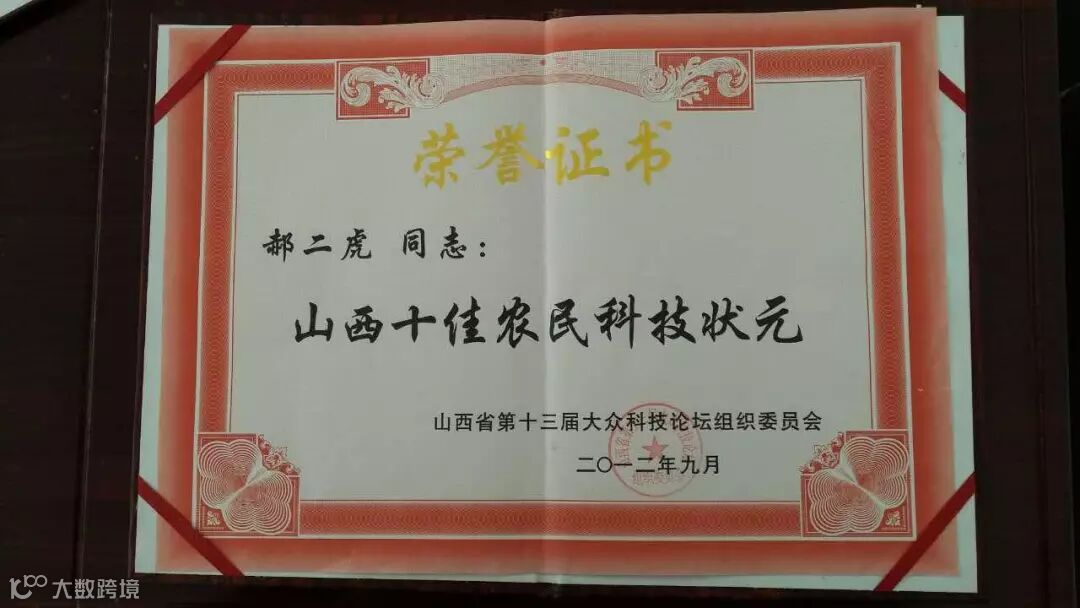 荣誉证书
郝二虎 同志：
山西十佳农民科技状元
山西省第十三届大众科技论坛组织委员会
二〇一二年九月
大数跨境